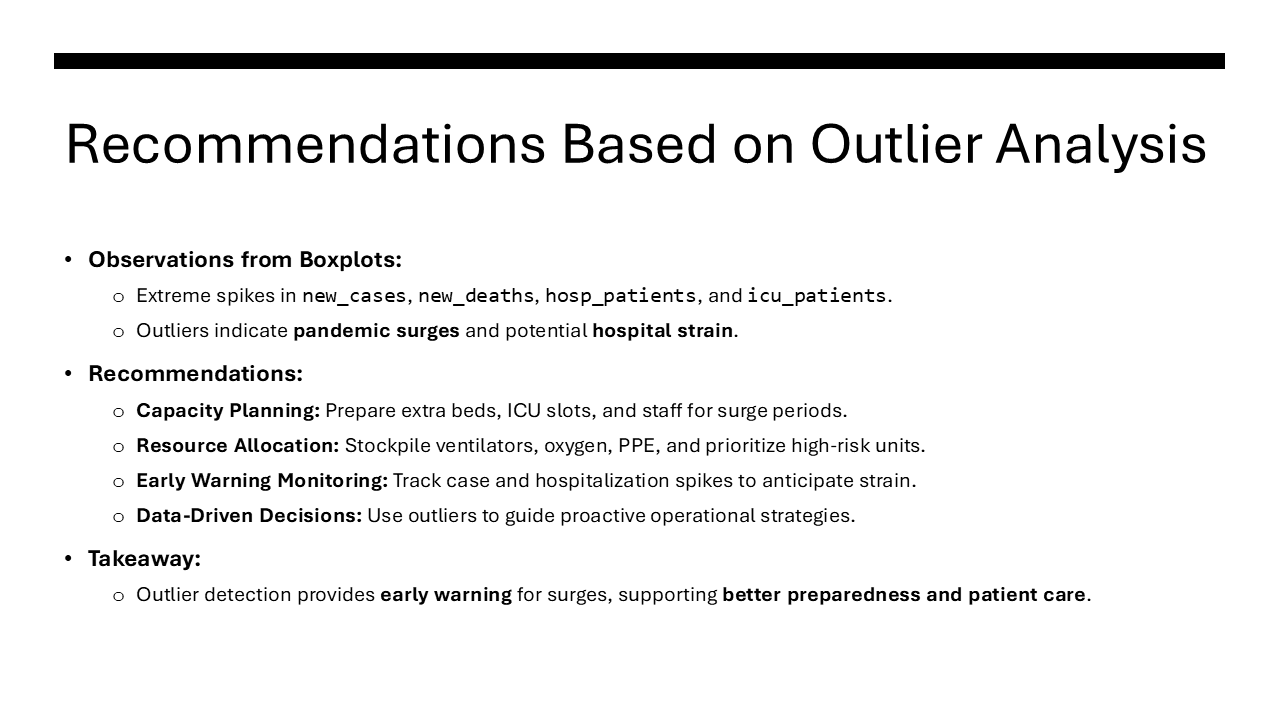 Recommendations Based on Outlier Analysis
• Observations from Boxplots:
o Extreme spikes in new_cases, new_deaths, hosp_patients, and icu_patients.
o Outliers indicate pandemic surges and potential hospital strain.
• Recommendations:
o Capacity Planning: Prepare extra beds, ICU slots, and staff for surge periods.
o Resource Allocation: Stockpile ventilators, oxygen, PPE, and prioritize high-risk units.
o Early Warning Monitoring: Track case and hospitalization spikes to anticipate strain.
o Data-Driven Decisions: Use outliers to guide proactive operational strategies.
• Takeaway:
o Outlier detection provides early warning for surges, supporting better preparedness and patient care.